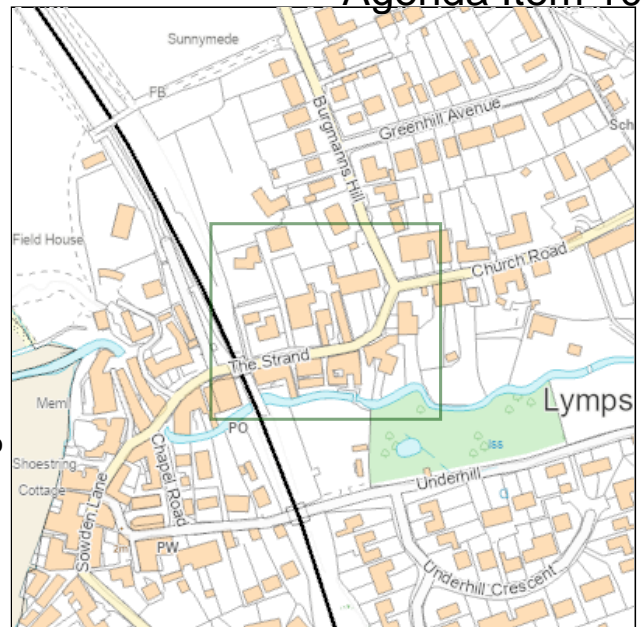 Agenda Item 10
Sunnymede
FB
Burgmanns Hill
Greenhill Avenue
Sch
Field House
Church Road
The Strand
Mem
PO
Lymps
Iss
Shoestring
Cottage
Chapel Road
Underhill
Sowden Lane
2m
PW
Underhill Crescent